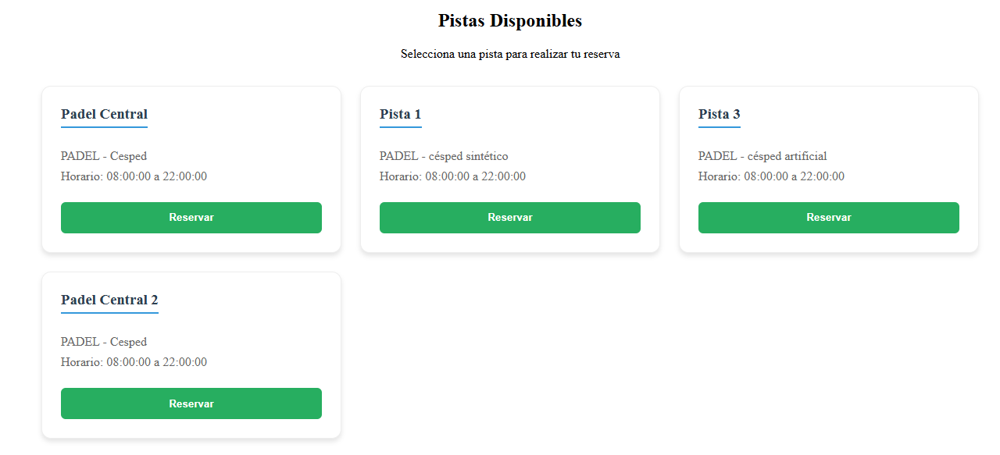 Pistas Disponibles
Selecciona una pista para realizar tu reserva
Padel Central
PADEL - Cesped
Horario: 08:00:00 a 22:00:00
Reservar
Pista 1
PADEL - césped sintético
Horario: 08:00:00 a 22:00:00
Reservar
Pista 3
PADEL - césped artificial
Horario: 08:00:00 a 22:00:00
Reservar
Padel Central 2
PADEL - Cesped
Horario: 08:00:00 a 22:00:00
Reservar